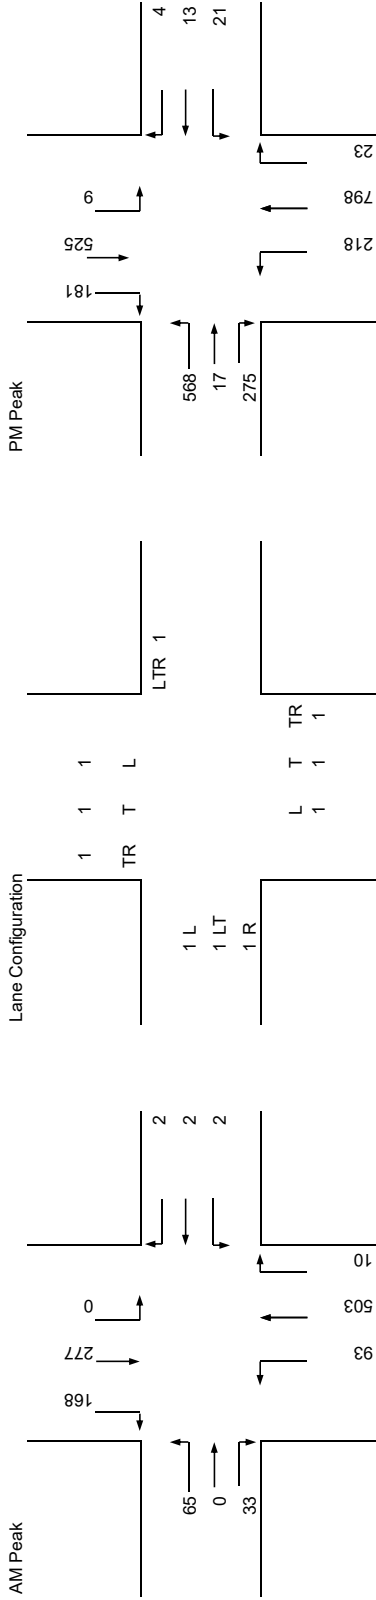 AM Peak
168 277 0
2
2
2
65
0
33
93 503 10
Lane Configuration
1 1 1
TR T L
LTR 1
1 L
1 LT
1 R
L T TR
1 1 1
PM Peak
181 525 9
4
13
21
568
17
275
218 798 23